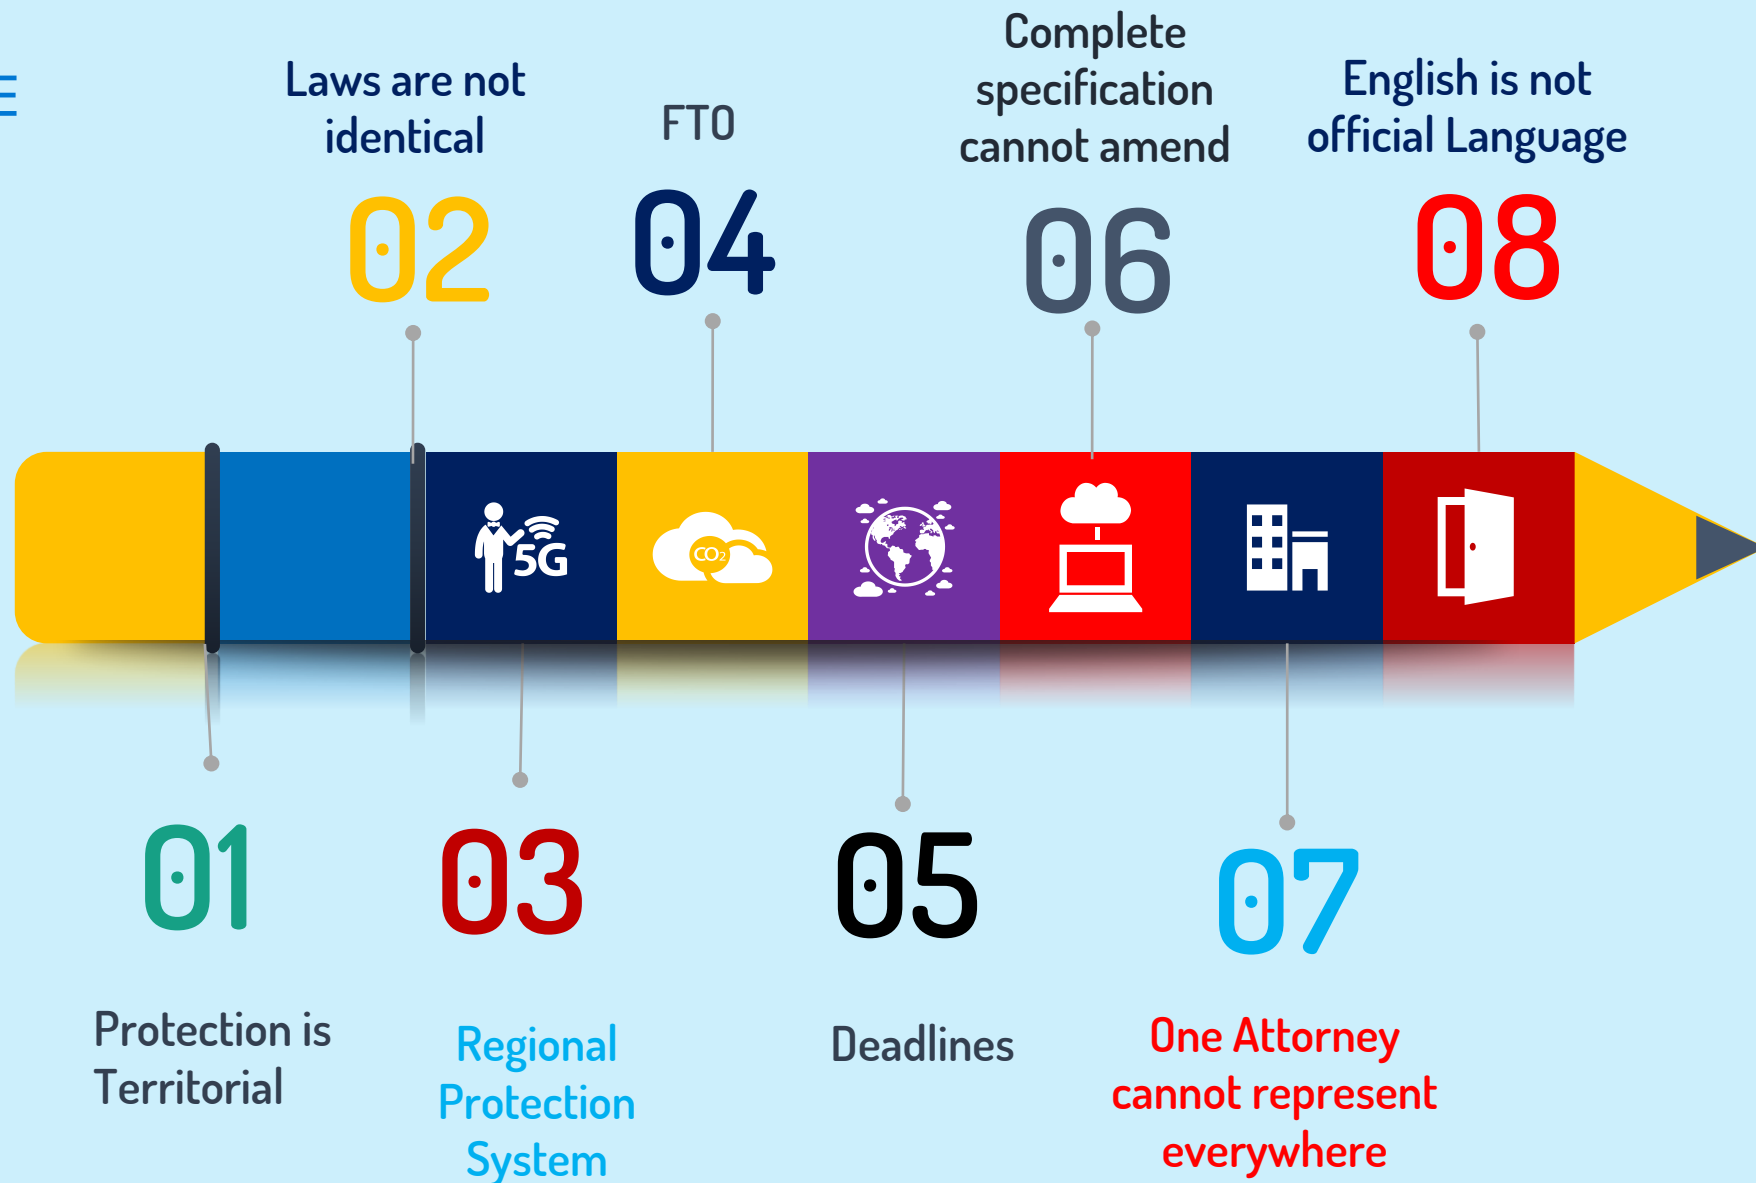 Laws are not
identical
02
FTO
04
Complete
specification
cannot amend
06
English is not
official Language
08
5G
CO2
01
Protection is
Territorial
03
Regional
Protection
System
05
Deadlines
07
One Attorney
cannot represent
everywhere